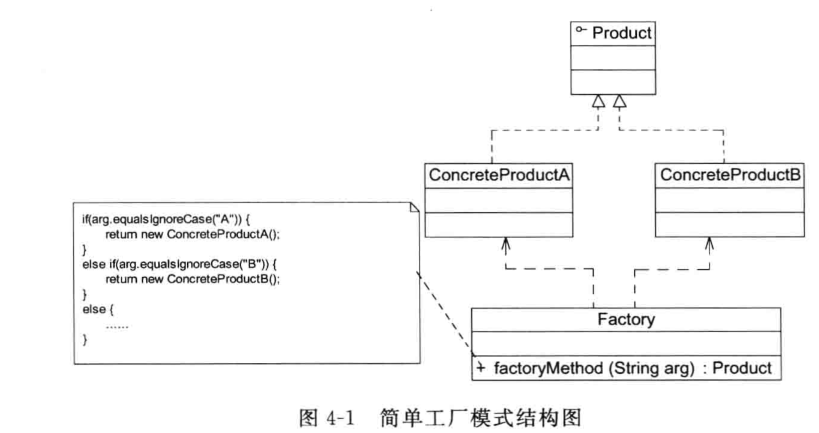 Product
ConcreteProductA
ConcreteProductB
if(arg.equalsIgnoreCase("A")) {
return new ConcreteProductA();
}
else if(arg.equalsIgnoreCase("B")) {
return new ConcreteProductB();
}
else {
......
}
Factory
+ factoryMethod (String arg) : Product
图 4-1 简单工厂模式结构图